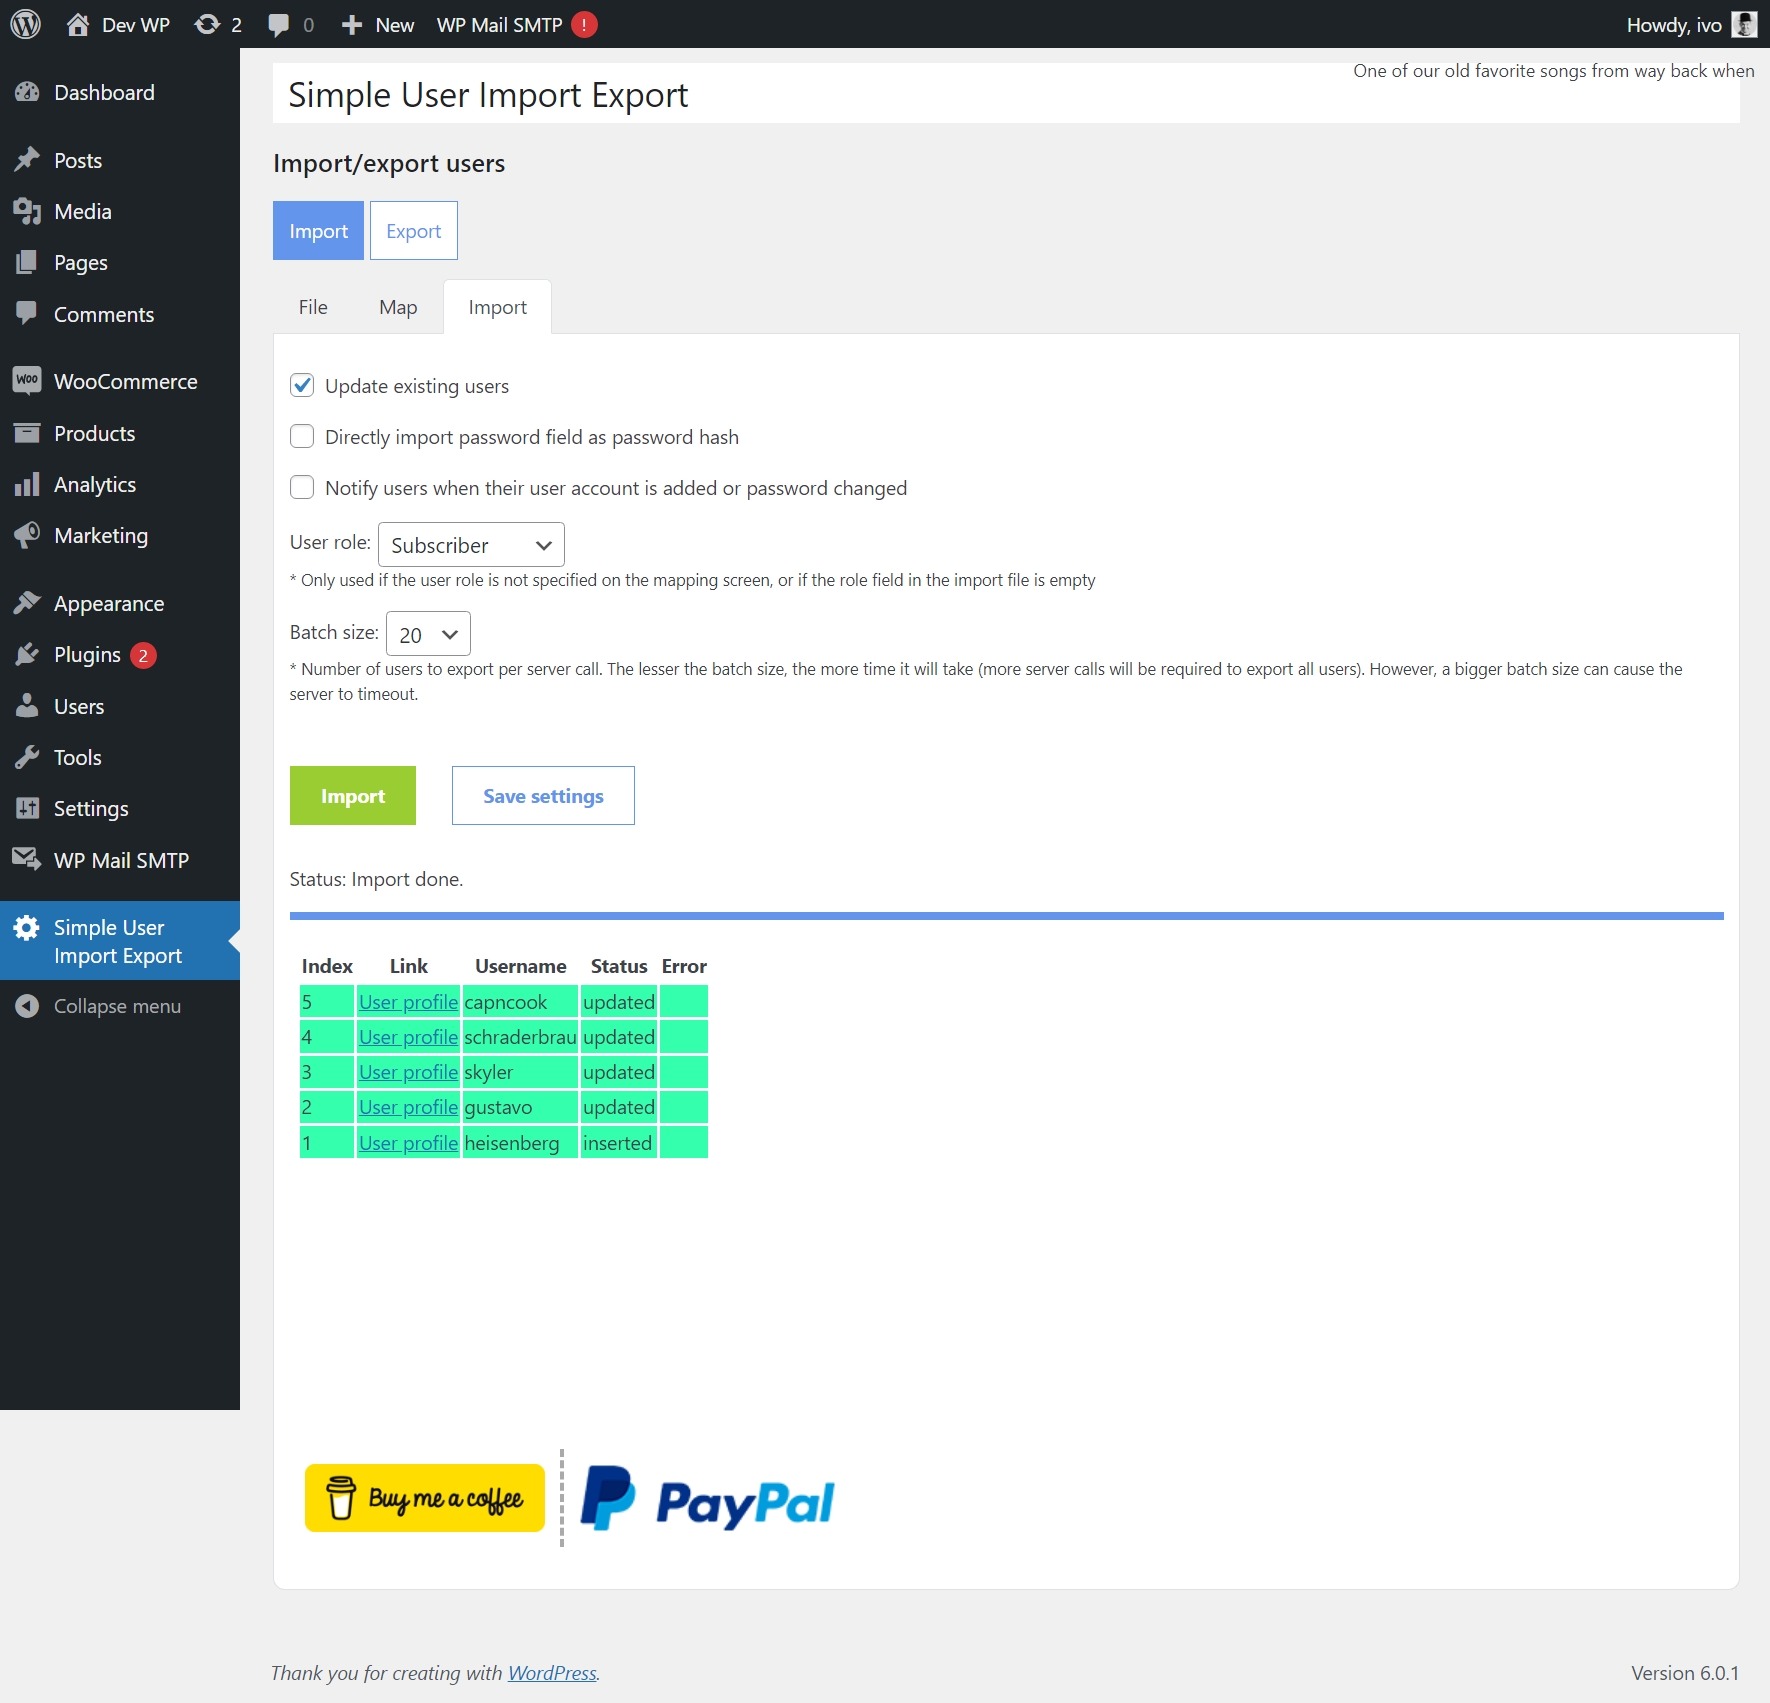 Dev WP
2
0
New
WP Mail SMTP
!
Howdy, ivo
One of our old favorite songs from way back when
Dashboard
Posts
Media
Pages
Comments
Woo
WooCommerce
Products
Analytics
Marketing
Appearance
Plugins 2
Users
Tools
Settings
WP Mail SMTP
Simple User
Import Export
Collapse menu
Simple User Import Export
Import/export users
Import
Export
File
Map
Import
Update existing users
Directly import password field as password hash
Notify users when their user account is added or password changed
User role: Subscriber
* Only used if the user role is not specified on the mapping screen, or if the role field in the import file is empty
Batch size: 20
* Number of users to export per server call. The lesser the batch size, the more time it will take (more server calls will be required to export all users). However, a bigger batch size can cause the
server to timeout.
Import
Save settings
Status: Import done.
Index Link Username Status Error
5 User profile capncook updated
4 User profile schraderbrau updated
3 User profile skyler updated
2 User profile gustavo updated
1 User profile heisenberg inserted
Buy me a coffee
PayPal
Thank you for creating with WordPress.
Version 6.0.1